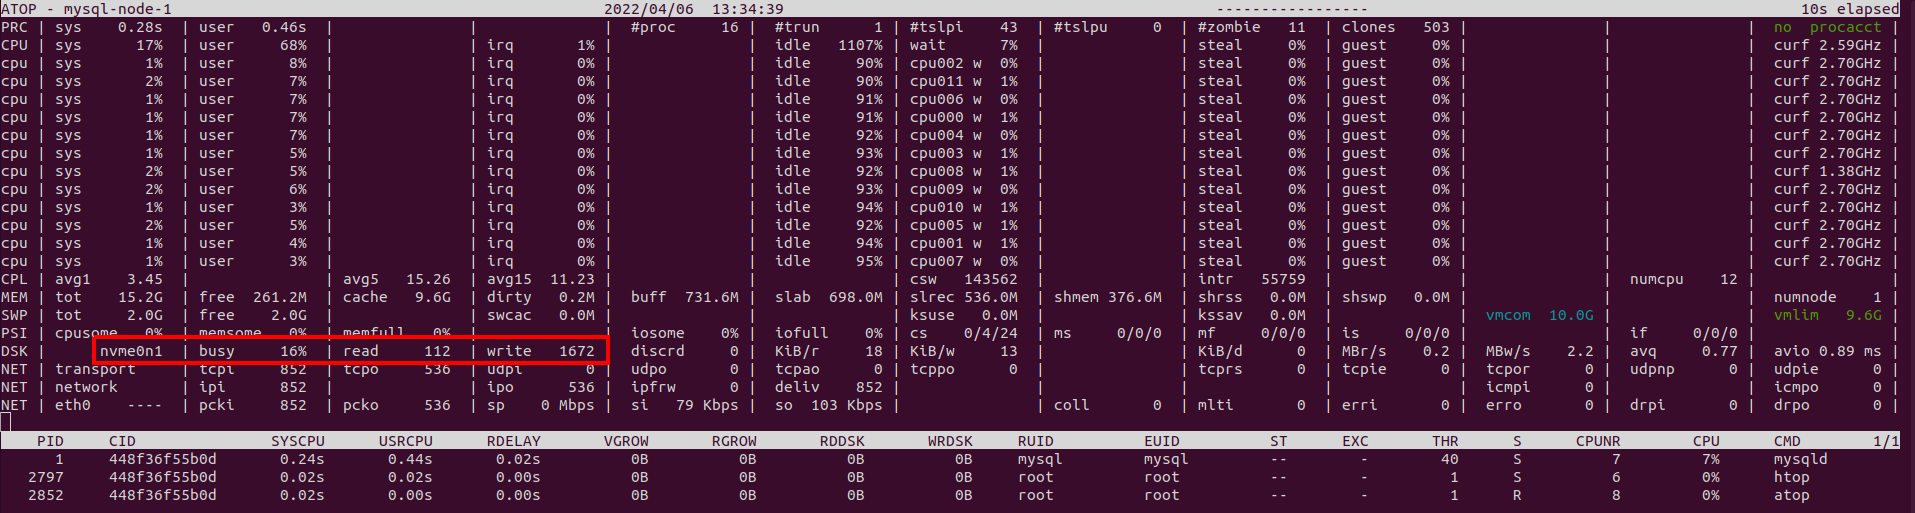 ATOP - mysql-node-1 2022/04/06 13:34:39 ---------------- 10s elapsed
PRC | sys 0.28s | user 0.46s | | | #proc 16 | #trun 1 | #tslpi 43 | #tslpu 0 | #zombie 11 | clones 503 | | | no procacct |
CPU | sys 17% | user 68% | | irq 1% | | idle 1107% | wait 7% | | steal 0% | guest 0% | | | curf 2.59GHz |
cpu | sys 1% | user 8% | | irq 0% | | idle 90% | cpu002 w 0% | | steal 0% | guest 0% | | | curf 2.70GHz |
cpu | sys 2% | user 7% | | irq 0% | | idle 90% | cpu011 w 1% | | steal 0% | guest 0% | | | curf 2.70GHz |
cpu | sys 1% | user 7% | | irq 0% | | idle 91% | cpu006 w 0% | | steal 0% | guest 0% | | | curf 2.70GHz |
cpu | sys 1% | user 7% | | irq 0% | | idle 91% | cpu000 w 1% | | steal 0% | guest 0% | | | curf 2.70GHz |
cpu | sys 1% | user 7% | | irq 0% | | idle 92% | cpu004 w 0% | | steal 0% | guest 0% | | | curf 2.70GHz |
cpu | sys 1% | user 5% | | irq 0% | | idle 93% | cpu003 w 1% | | steal 0% | guest 0% | | | curf 2.70GHz |
cpu | sys 2% | user 5% | | irq 0% | | idle 92% | cpu008 w 1% | | steal 0% | guest 0% | | | curf 1.38GHz |
cpu | sys 2% | user 6% | | irq 0% | | idle 93% | cpu009 w 0% | | steal 0% | guest 0% | | | curf 2.70GHz |
cpu | sys 1% | user 3% | | irq 0% | | idle 94% | cpu010 w 1% | | steal 0% | guest 0% | | | curf 2.70GHz |
cpu | sys 2% | user 5% | | irq 0% | | idle 92% | cpu005 w 1% | | steal 0% | guest 0% | | | curf 2.70GHz |
cpu | sys 1% | user 4% | | irq 0% | | idle 94% | cpu001 w 1% | | steal 0% | guest 0% | | | curf 2.70GHz |
cpu | sys 1% | user 3% | | irq 0% | | idle 95% | cpu007 w 0% | | steal 0% | guest 0% | | | curf 2.70GHz |
CPL | avg1 3.45 | | avg5 15.26 | avg15 11.23 | | | csw 143562 | | intr 55759 | | | numcpu 12 | |
MEM | tot 15.2G | free 261.2M | cache 9.6G | dirty 0.2M | buff 731.6M | slab 698.0M | slrec 536.0M | shmem 376.6M | shrss 0.0M | shswp 0.0M | | | numnode 1 |
SWP | tot 2.0G | free 2.0G | | swcac 0.0M | | | ksuse 0.0M | | kssav 0.0M | | vmcom 10.0G | | vmlim 9.6G |
PSI | cpusome 0% | memsome 0% | memfull 0% | | iosome 0% | iofull 0% | cs 0/4/24 | ms 0/0/0 | mf 0/0/0 | is 0/0/0 | | if 0/0/0 | |
DSK | nvme0n1 | busy 16% | read 112 | write 1672 | discrd 0 | KiB/r 18 | KiB/w 13 | | KiB/d 0 | MBr/s 0.2 | MBw/s 2.2 | avq 0.77 | avio 0.89 ms |
NET | transport | tcpi 852 | tcpo 536 | udpi 0 | udpo 0 | tcpao 0 | tcppo 0 | | tcprs 0 | tcpie 0 | tcpor 0 | udpnp 0 | udpie 0 |
NET | network | ipi 852 | | ipo 536 | ipfrw 0 | deliv 852 | | | | | icmpi 0 | | icmpo 0 |
NET | eth0 ---- | pcki 852 | pcko 536 | sp 0 Mbps | si 79 Kbps | so 103 Kbps | | coll 0 | mlti 0 | erri 0 | erro 0 | drpi 0 | drpo 0 |
PID CID SYSCPU USRCPU RDELAY VGROW RGROW RDDSK WRDSK RUID EUID ST EXC THR S CPUNR CPU CMD 1/1
1 448f36f55b0d 0.24s 0.44s 0.02s 0B 0B 0B 0B mysql mysql -- - 40 S 7 7% mysqld
2797 448f36f55b0d 0.02s 0.02s 0.00s 0B 0B 0B 0B root root -- - 1 S 6 0% htop
2852 448f36f55b0d 0.02s 0.00s 0.00s 0B 0B 0B 0B root root -- - 1 R 8 0% atop